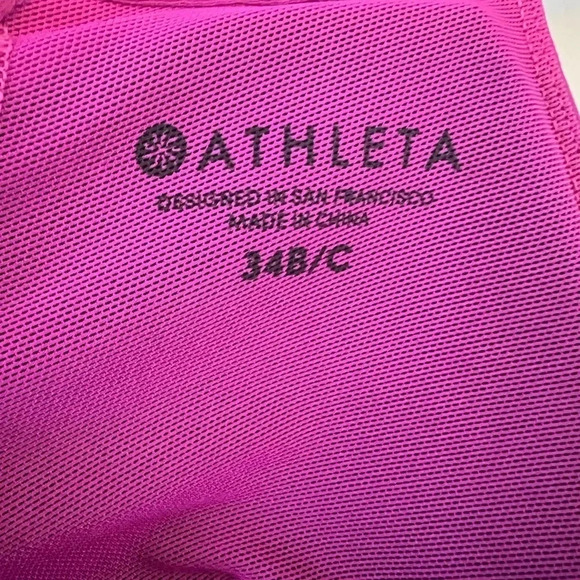 ATHLETA
DESIGNED IN SAN FRANCISCO
MADE IN CHINA
34B/C